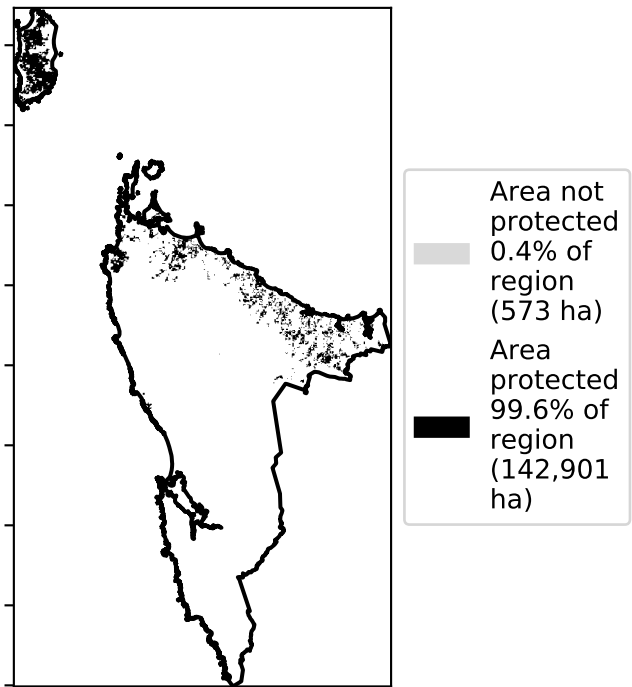 Area not
protected
0.4% of
region
(573 ha)
Area
protected
99.6% of
region
(142,901
ha)